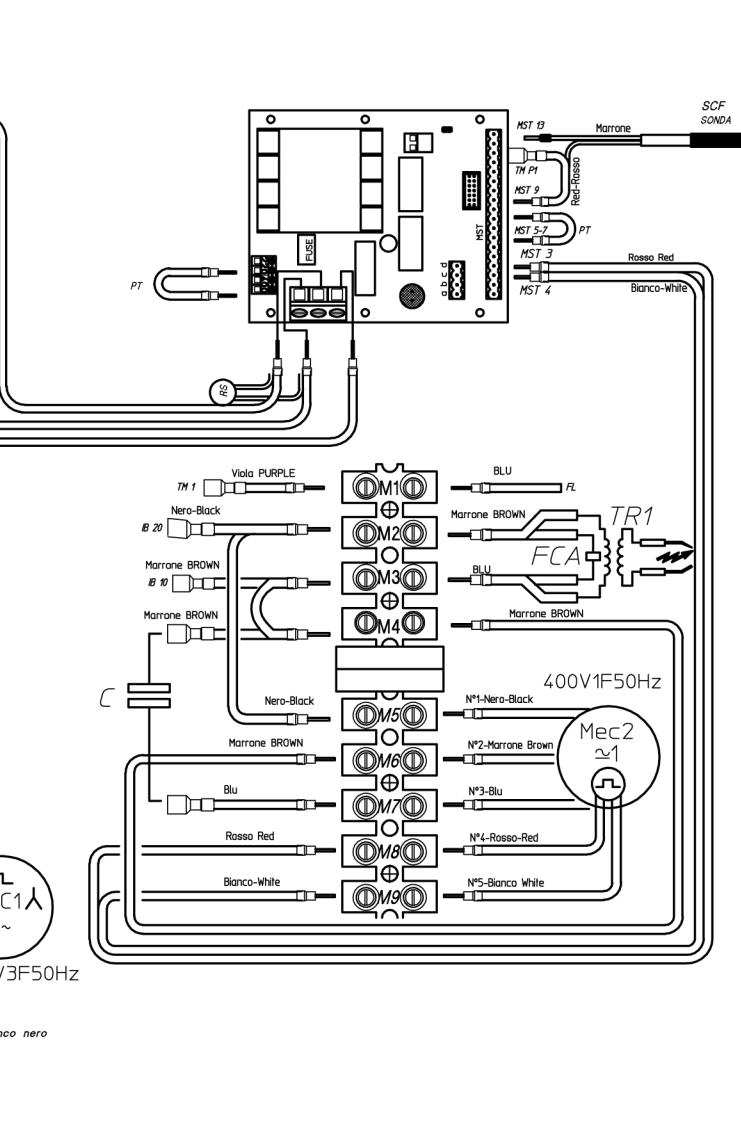 SCF
SONDA
MST 13
Marrone
TM P1
Red-Rosso
MST 9
MST 5-7
PT
MST
FUSE
MST 3
Rosso Red
a b c d
MST 4
Bianco-White
PT
RS
Viola PURPLE
TM 1
M1
BLU
FL
Nero-Black
IB 20
M2
Marrone BROWN
TR1
FCA
Marrone BROWN
IB 10
M3
BLU
Marrone BROWN
M4
Marrone BROWN
400V1F50Hz
C
Nero-Black
M5
N°1-Nero-Black
Mec2
≃1
Marrone BROWN
M6
N°2-Marrone Brown
Blu
M7
N°3-Blu
Rosso Red
M8
N°4-Rosso-Red
Bianco-White
M9
N°5-Bianco White
C1
~
V3F50Hz
nco nero